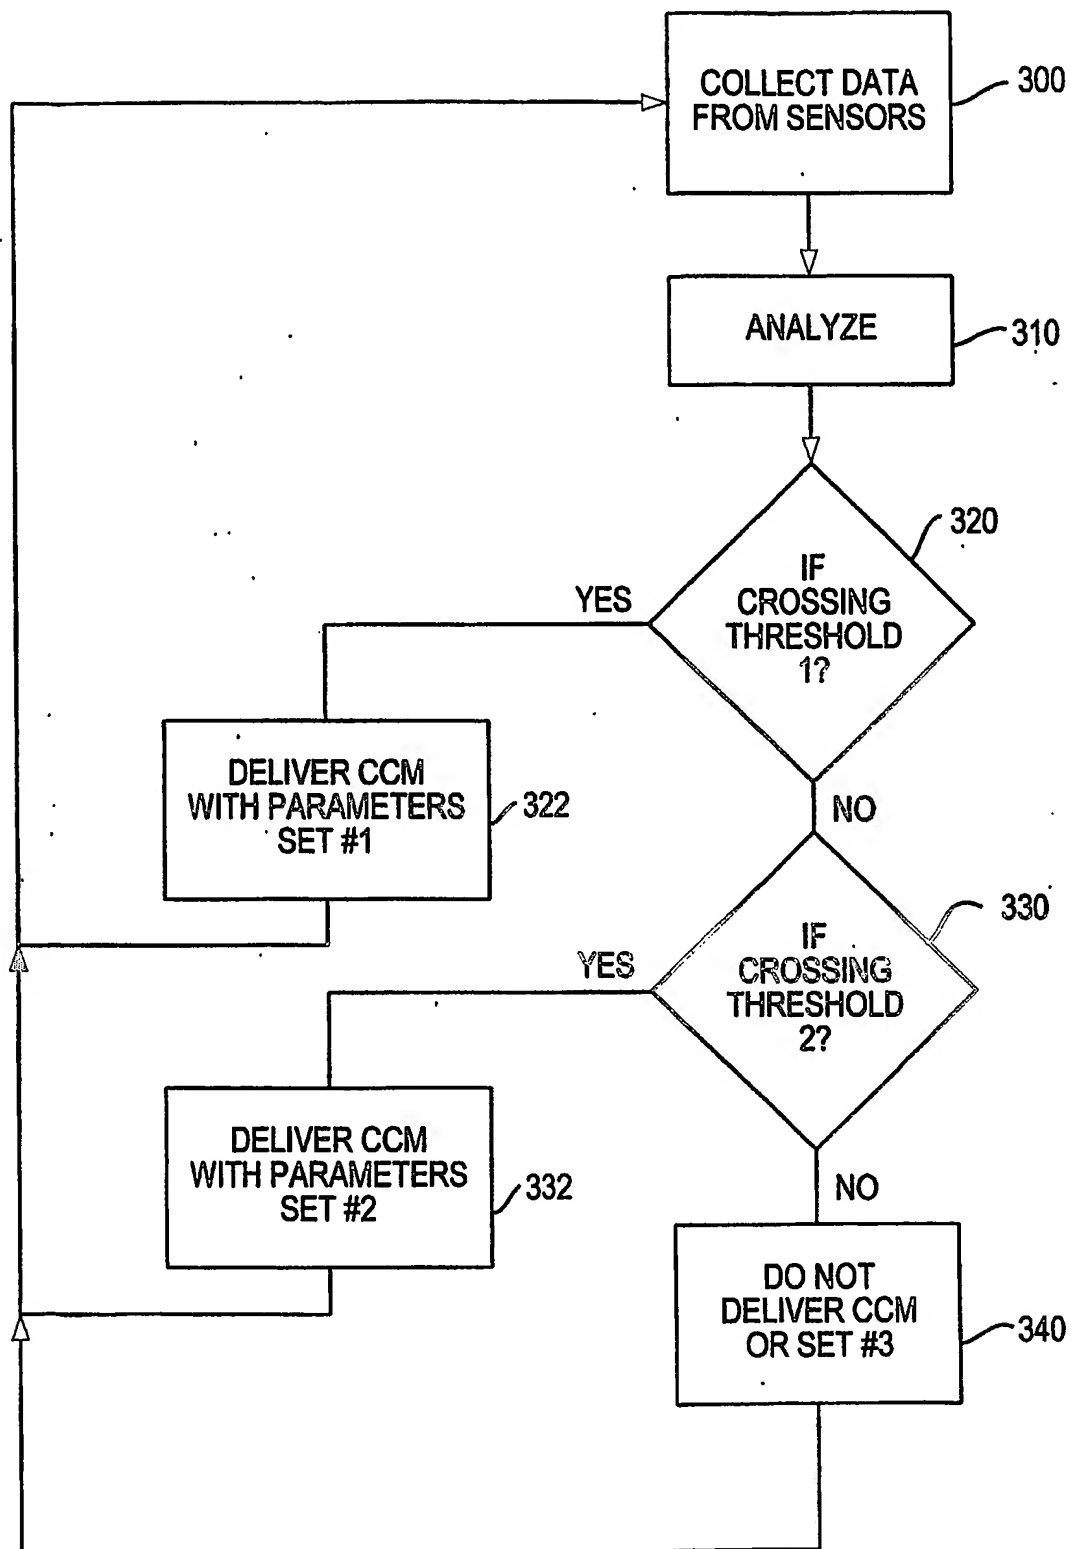 COLLECT DATA
FROM SENSORS
300
ANALYZE
310
320
IF
CROSSING
THRESHOLD
1?
YES
NO
DELIVER CCM
WITH PARAMETERS
SET #1
322
330
IF
CROSSING
THRESHOLD
2?
YES
NO
DELIVER CCM
WITH PARAMETERS
SET #2
332
DO NOT
DELIVER CCM
OR SET #3
340